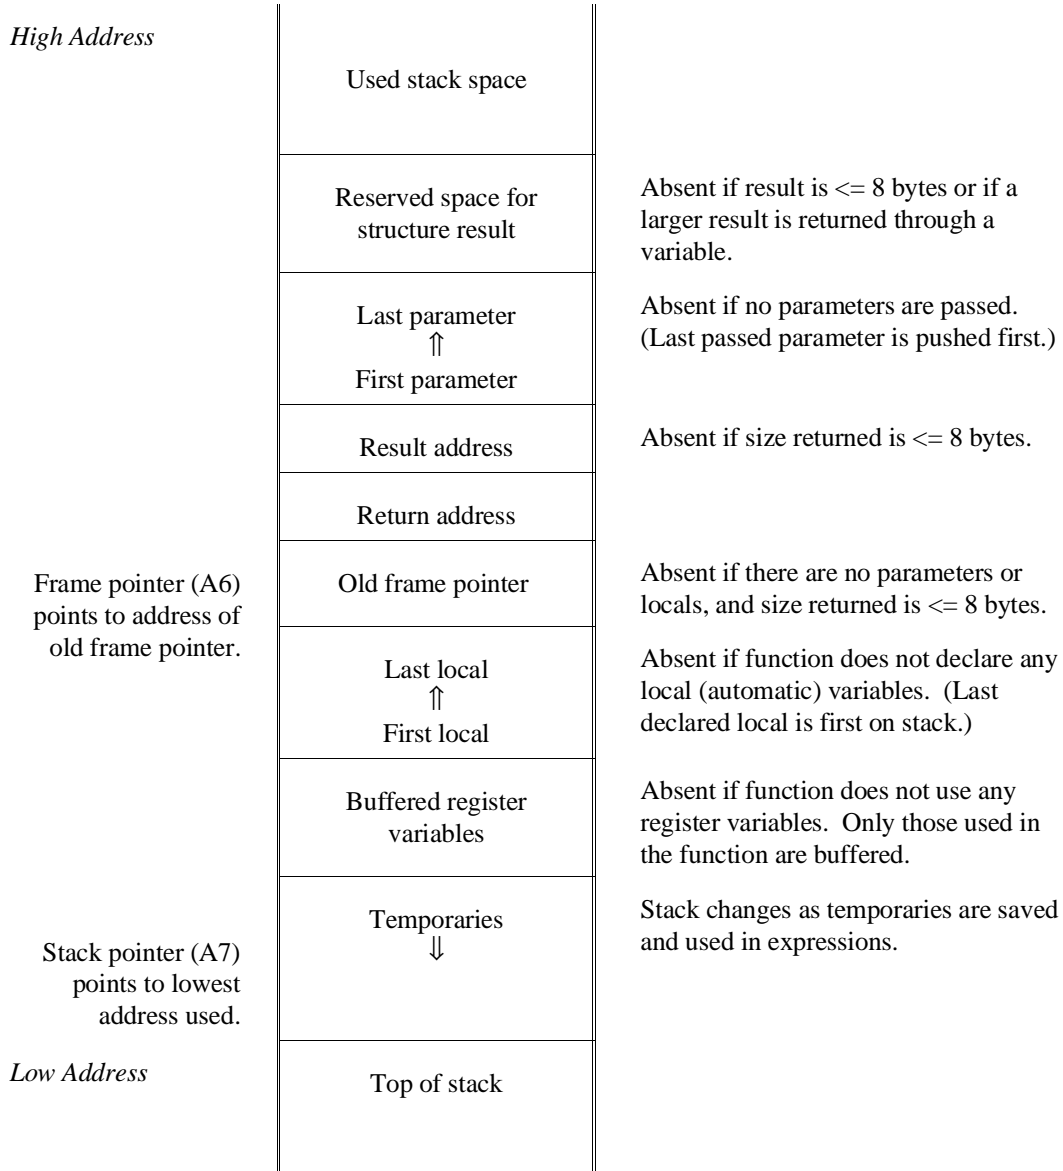 High Address
Used stack space
Reserved space for
structure result
Absent if result is <= 8 bytes or if a
larger result is returned through a
variable.
Last parameter
⇑
First parameter
Absent if no parameters are passed.
(Last passed parameter is pushed first.)
Result address
Absent if size returned is <= 8 bytes.
Return address
Frame pointer (A6)
points to address of
old frame pointer.
Old frame pointer
Absent if there are no parameters or
locals, and size returned is <= 8 bytes.
Last local
⇑
First local
Absent if function does not declare any
local (automatic) variables.  (Last
declared local is first on stack.)
Buffered register
variables
Absent if function does not use any
register variables.  Only those used in
the function are buffered.
Temporaries
⇓
Stack changes as temporaries are saved
and used in expressions.
Stack pointer (A7)
points to lowest
address used.
Low Address
Top of stack